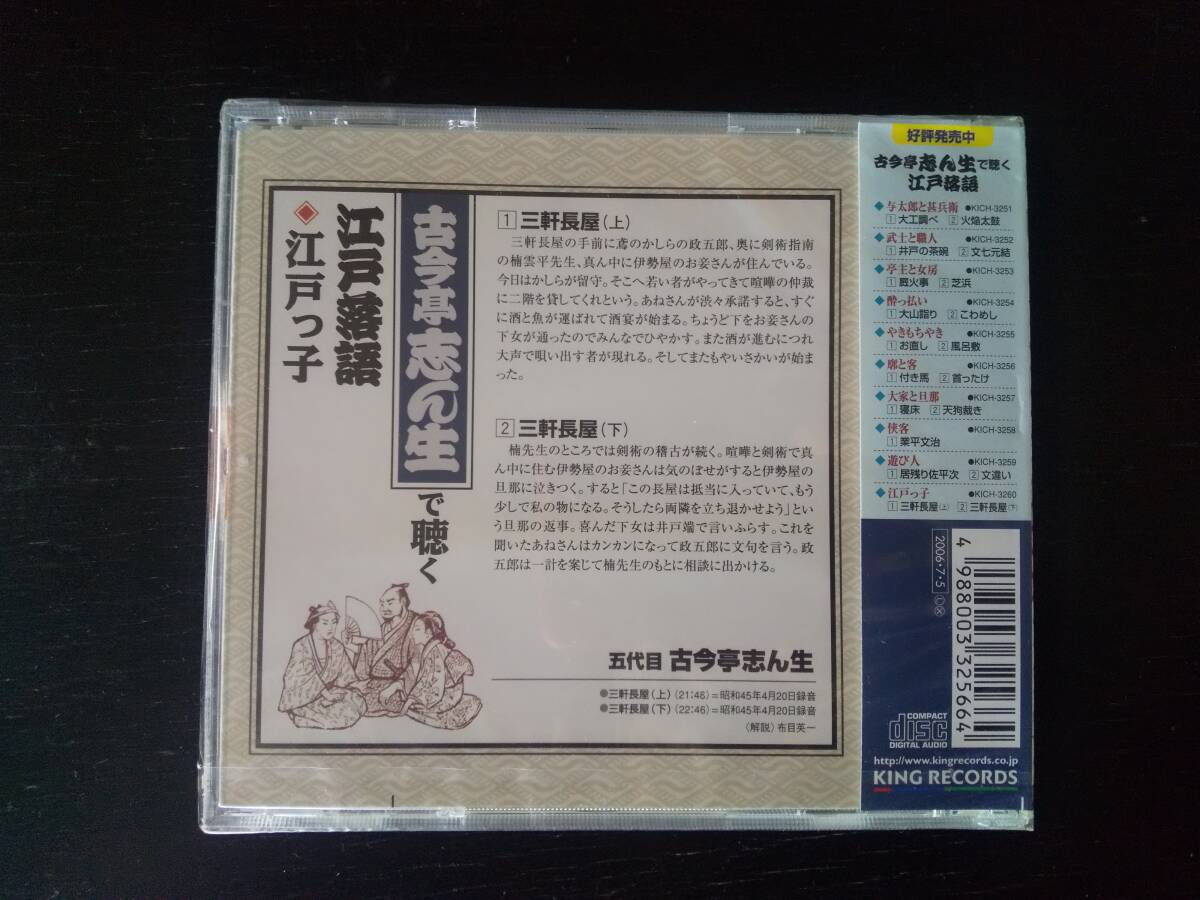 古今亭志ん生で聴く
江戸落語
◆江戸っ子
1 三軒長屋(上)
三軒長屋の手前に鳶のかしらの政五郎、奥に剣術指南
の楠雲平先生、真ん中に伊勢屋のお妾さんが住んでいる。
今日はかしらが留守。そこへ若い者がやってきて喧嘩の仲裁
に二階を貸してくれという。あねさんが渋々承諾すると、すぐ
に酒と魚が運ばれて酒宴が始まる。ちょうど下をお妾さんの
下女が通ったのでみんなでひやかす。また酒が進むにつれ
大声で唄い出す者が現れる。そしてまたもやいさかいが始ま
った。
2 三軒長屋(下)
楠先生のところでは剣術の稽古が続く。喧嘩と剣術で真
ん中に住む伊勢屋のお妾さんは気のぼせがすると伊勢屋の
旦那に泣きつく。すると「この長屋は抵当に入っていて、もう
少しで私の物になる。そうしたら両隣を立ち退かせよう」とい
う旦那の返事。喜んだ下女は井戸端で言いふらす。これを
聞いたあねさんはカンカンになって政五郎に文句を言う。政
五郎は一計を案じて楠先生のもとに相談に出かける。
五代目 古今亭志ん生
●三軒長屋(上)(21:46)=昭和45年4月20日録音
●三軒長屋(下)(22:46)=昭和45年4月20日録音
〈解説〉布目英一
好評発売中
古今亭志ん生で聴く
江戸落語
◆与太郎と甚兵衛 ●KICH-3251
1 大工調べ 2 火焔太鼓
◆武士と職人 ●KICH-3252
1 井戸の茶碗 2 文七元結
◆亭主と女房 ●KICH-3253
1 厩火事 2 芝浜
◆酔っ払い ●KICH-3254
1 大山詣り 2 こわめし
◆やきもちやき ●KICH-3255
1 お直し 2 風呂敷
◆廓と客 ●KICH-3256
1 付き馬 2 首ったけ
◆大家と旦那 ●KICH-3257
1 寝床 2 天狗裁き
◆侠客 ●KICH-3258
1 業平文治
◆遊び人 ●KICH-3259
1 居残り佐平次 2 文違い
◆江戸っ子 ●KICH-3260
1 三軒長屋(上) 2 三軒長屋(下)
2006・7・5
4 988003 325664
COMPACT
disc
DIGITAL AUDIO
http://www.kingrecords.co.jp
KING RECORDS